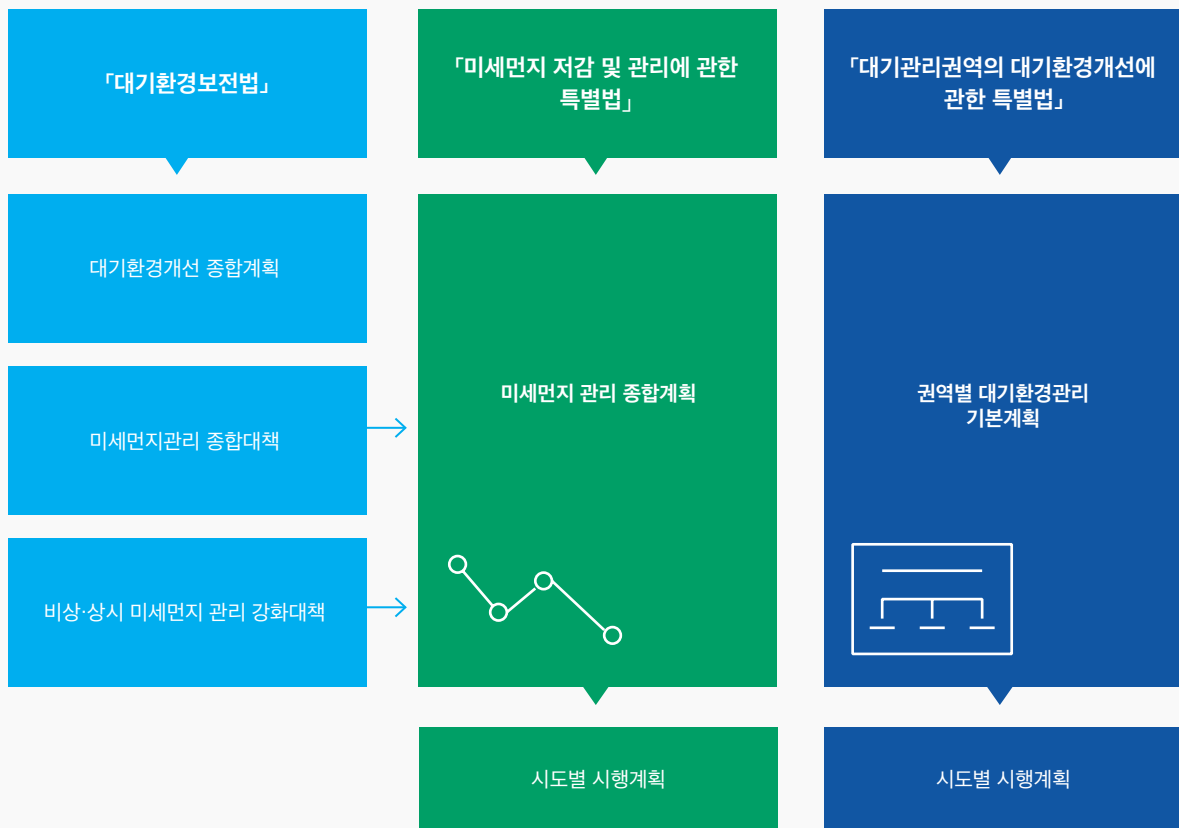 「대기환경보전법」
「미세먼지 저감 및 관리에 관한
특별법」
「대기관리권역의 대기환경개선에
관한 특별법」
대기환경개선 종합계획
미세먼지관리 종합대책
비상·상시 미세먼지 관리 강화대책
미세먼지 관리 종합계획
권역별 대기환경관리
기본계획
시도별 시행계획
시도별 시행계획